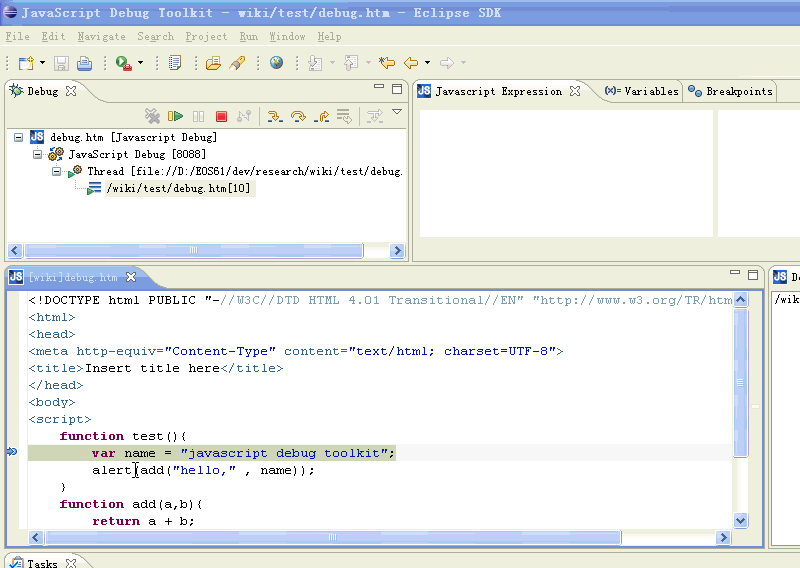 JavaScript Debug Toolkit - wiki/test/debug.htm - Eclipse SDK
File Edit Navigate Search Project Run Window Help
Debug
Javascript Expression
(x)= Variables
Breakpoints
JS debug.htm [Javascript Debug]
JavaScript Debug [8088]
Thread [file://D:/EOS61/dev/research/wiki/test/debug.
/wiki/test/debug.htm[10]
JS [wiki]debug.htm
JS D
/wik
<!DOCTYPE html PUBLIC "-//W3C//DTD HTML 4.01 Transitional//EN" "http://www.w3.org/TR/htm
<html>
<head>
<meta http-equiv="Content-Type" content="text/html; charset=UTF-8">
<title>Insert title here</title>
</head>
<body>
<script>
function test(){
var name = "javascript debug toolkit";
alert(add("hello," , name));
}
function add(a,b){
return a + b;
Tasks